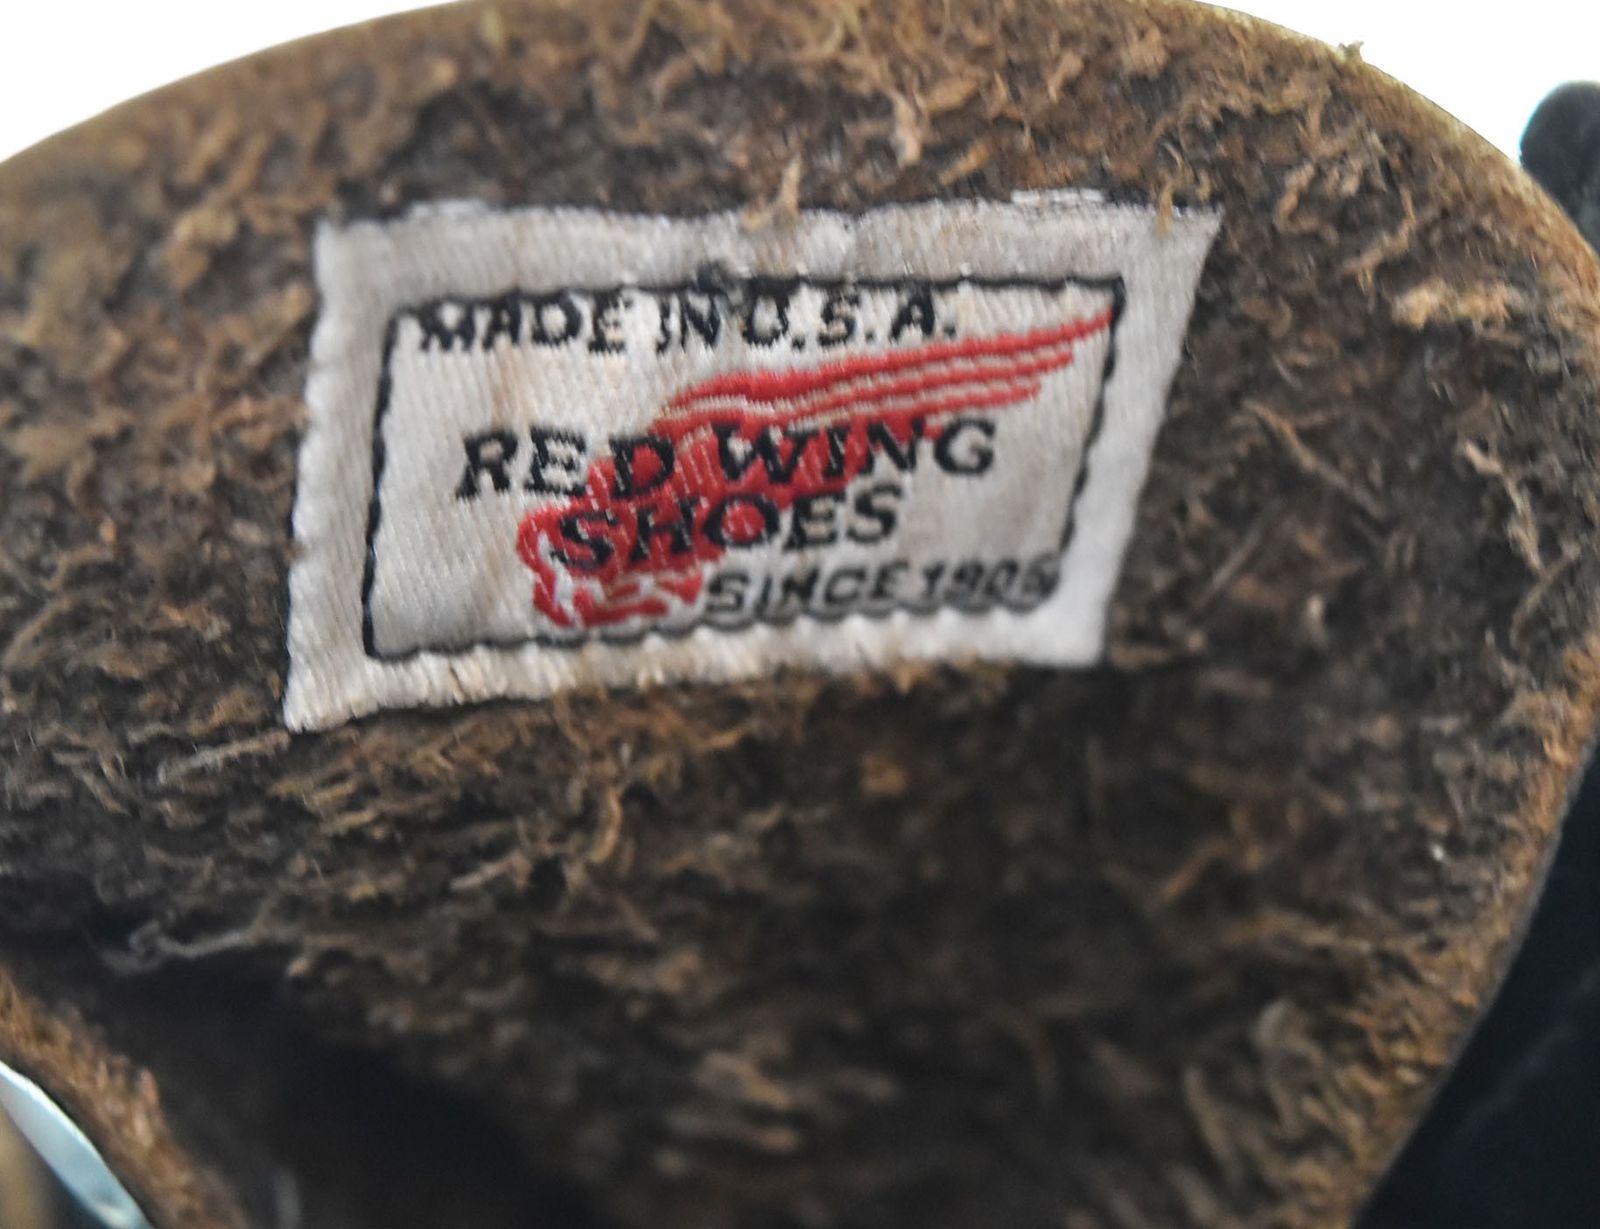 MADE IN U.S.A.
RED WING
SHOES
SINCE 1905